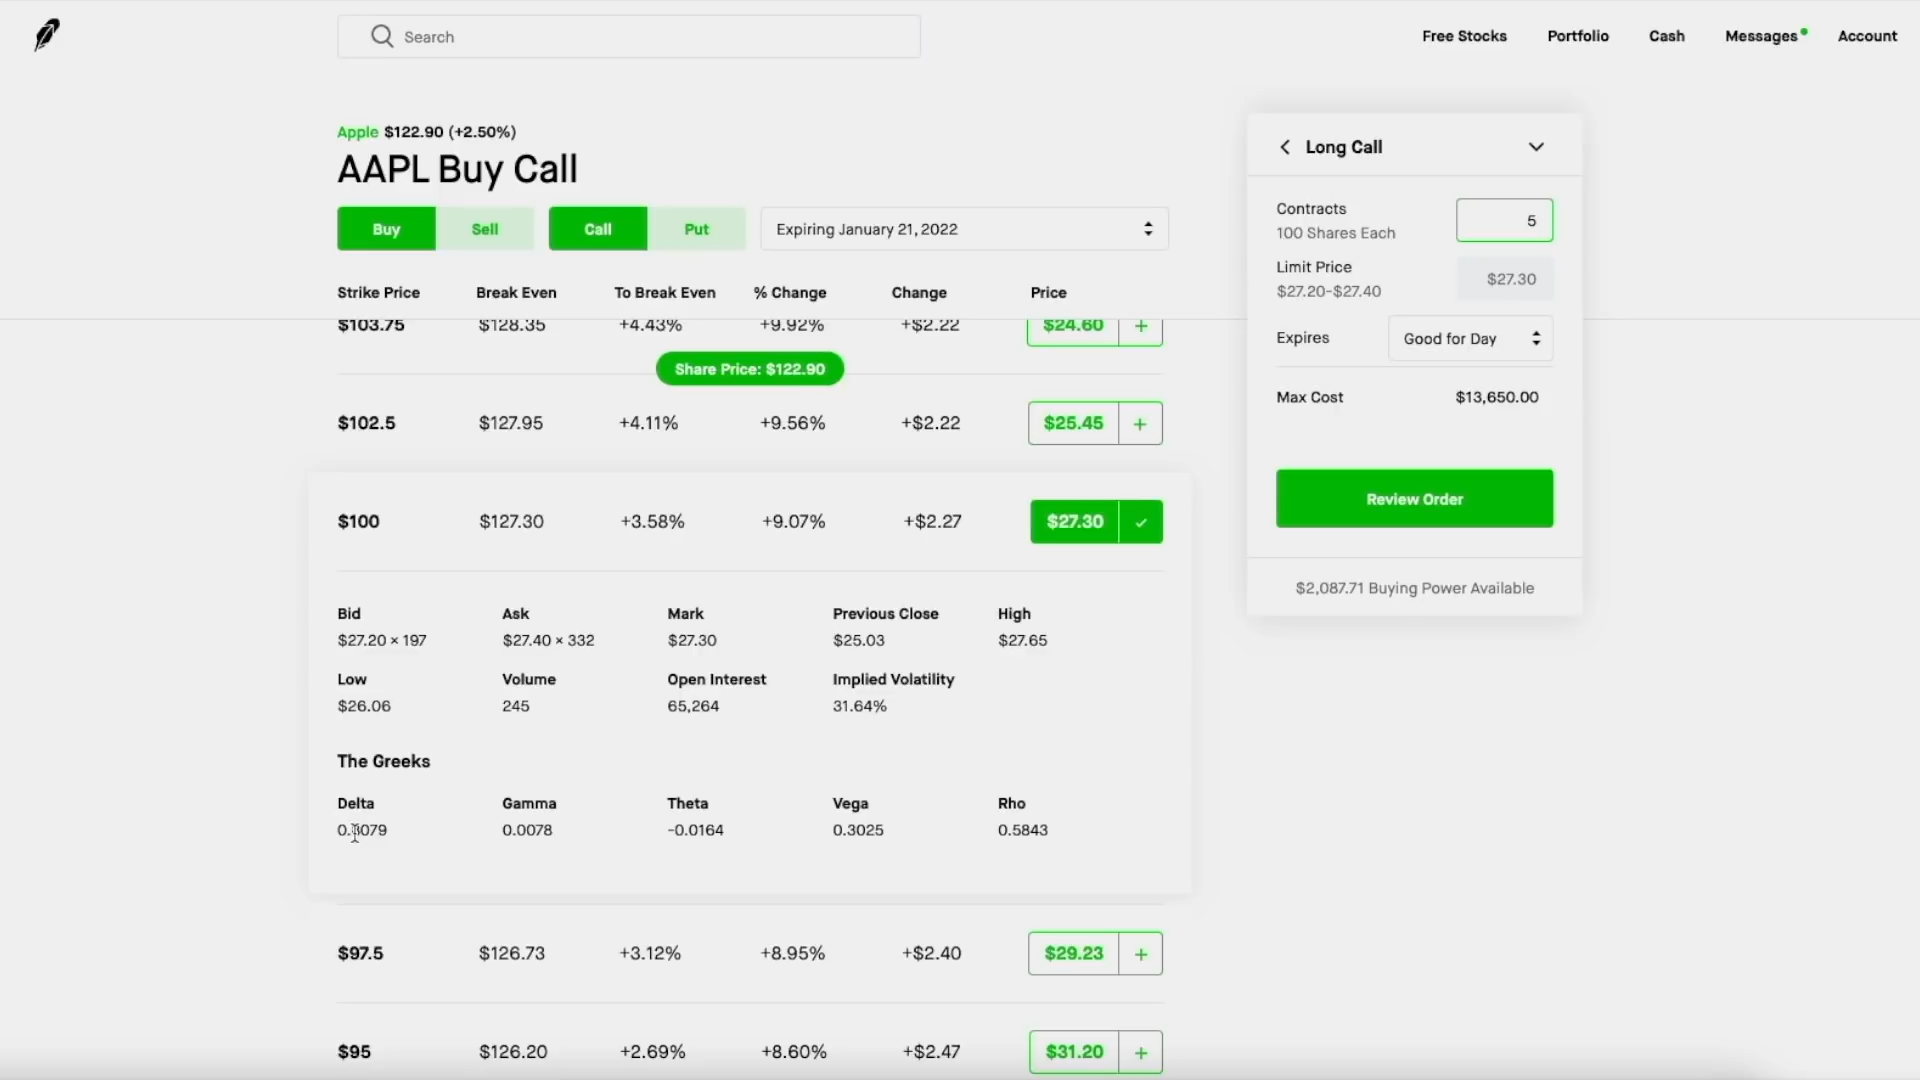 Search
Free Stocks Portfolio Cash Messages Account
Apple $122.90 (+2.50%)
AAPL Buy Call
Buy Sell Call Put Expiring January 21, 2022
Strike Price Break Even To Break Even % Change Change Price
$103.75 $128.35 +4.43% +9.92% +$2.22 $24.60 +
Share Price: $122.90
$102.5 $127.95 +4.11% +9.56% +$2.22 $25.45 +
$100 $127.30 +3.58% +9.07% +$2.27 $27.30
Bid Ask Mark Previous Close High
$27.20 × 197 $27.40 × 332 $27.30 $25.03 $27.65
Low Volume Open Interest Implied Volatility
$26.06 245 65,264 31.64%
The Greeks
Delta Gamma Theta Vega Rho
0.0078 -0.0164 0.3025 0.5843
$97.5 $126.73 +3.12% +8.95% +$2.40 $29.23 +
$95 $126.20 +2.69% +8.60% +$2.47 $31.20 +
Long Call
Contracts 5
100 Shares Each
Limit Price $27.30
$27.20-$27.40
Expires Good for Day
Max Cost $13,650.00
Review Order
$2,087.71 Buying Power Available